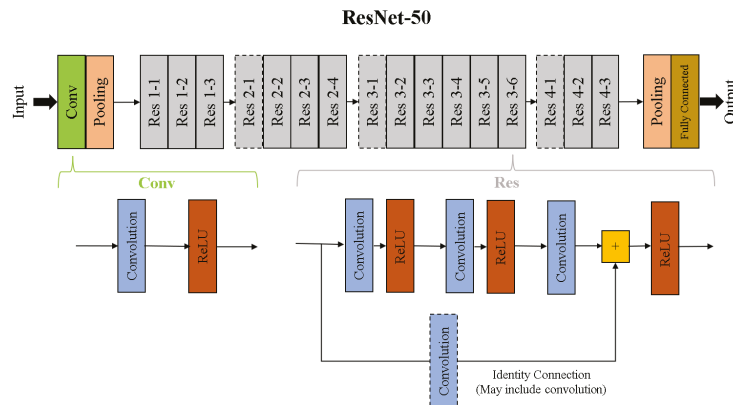 ResNet-50
Input
Conv
Pooling
Res 1-1
Res 1-2
Res 1-3
Res 2-1
Res 2-2
Res 2-3
Res 2-4
Res 3-1
Res 3-2
Res 3-3
Res 3-4
Res 3-5
Res 3-6
Res 4-1
Res 4-2
Res 4-3
Pooling
Fully Connected
Output
Conv
Res
Convolution
ReLU
Convolution
ReLU
Convolution
ReLU
Convolution
+
ReLU
Convolution
Identity Connection
(May include convolution)